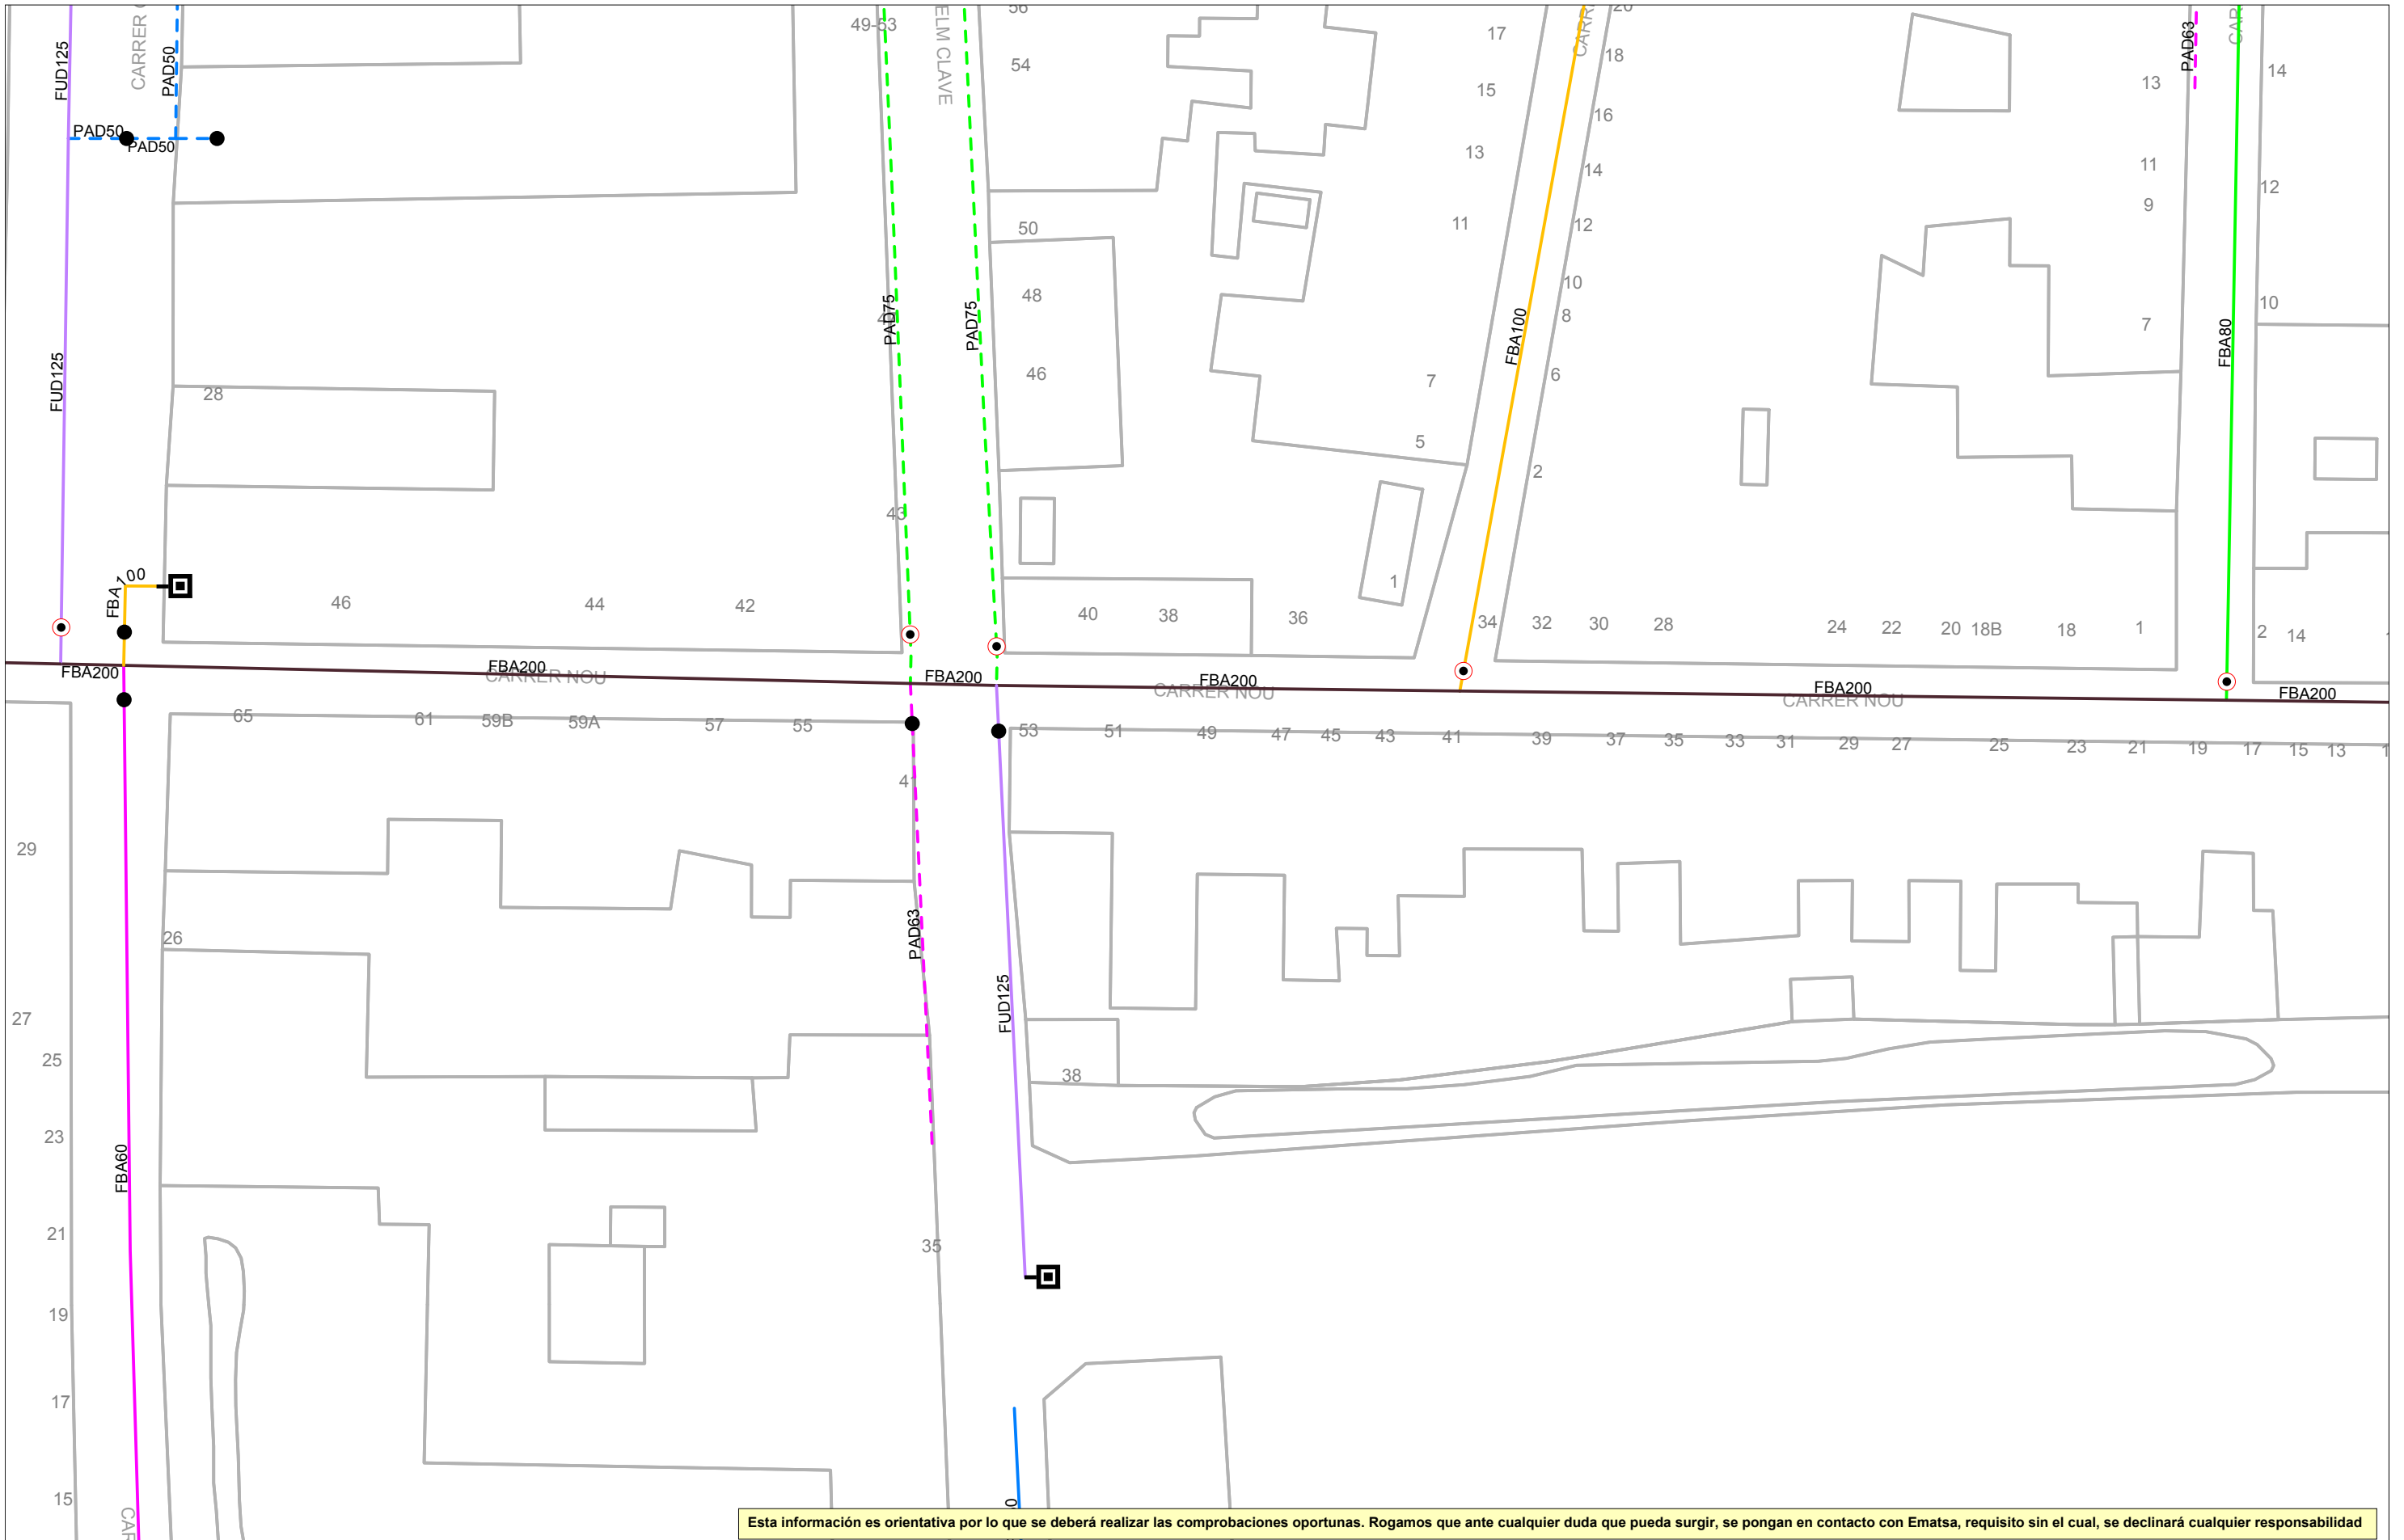 56
49-53
54
ELM CLAVE
17
15
13
11
7
5
1
20
18
16
14
12
10
8
6
2
13
11
9
7
14
12
10
FUD125
CARRER
PAD50
PAD50
PAD50
FUD125
28
PAD75
PAD75
43
50
48
46
FBA100
PAD63
FBA80
FBA100
46
44
42
40
38
36
34
32
30
28
24
22
20
18B
18
1
2
14
FBA200
FBA200
CARRER NOU
FBA200
FBA200
CARRER NOU
FBA200
CARRER NOU
FBA200
65
61
59B
59A
57
55
53
51
49
47
45
43
41
39
37
35
33
31
29
27
25
23
21
19
17
15
13
41
29
26
27
25
23
21
19
17
15
FBA60
PAD63
FUD125
38
35
Esta información es orientativa por lo que se deberá realizar las comprobaciones oportunas. Rogamos que ante cualquier duda que pueda surgir, se pongan en contacto con Ematsa, requisito sin el cual, se declinará cualquier responsabilidad